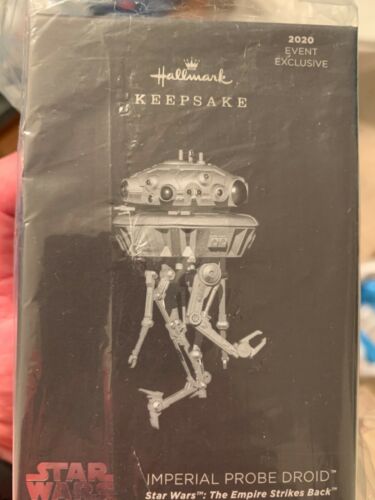 2020
EVENT
EXCLUSIVE
Hallmark
KEEPSAKE
STAR
WARS
IMPERIAL PROBE DROID™
Star Wars™: The Empire Strikes Back™